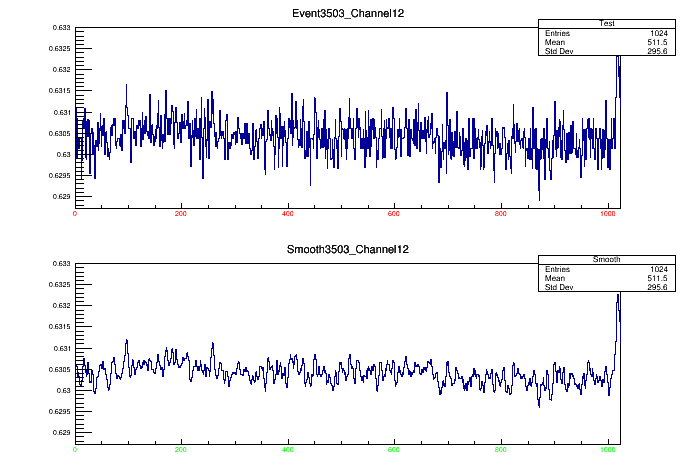 Event3503_Channel12
Test
Entries 1024
Mean 511.5
Std Dev 295.6
0.633
0.6325
0.632
0.6315
0.631
0.6305
0.63
0.6295
0.629
0 200 400 600 800 1000
Smooth3503_Channel12
Smooth
Entries 1024
Mean 511.5
Std Dev 295.6
0.633
0.6325
0.632
0.6315
0.631
0.6305
0.63
0.6295
0.629
0 200 400 600 800 1000